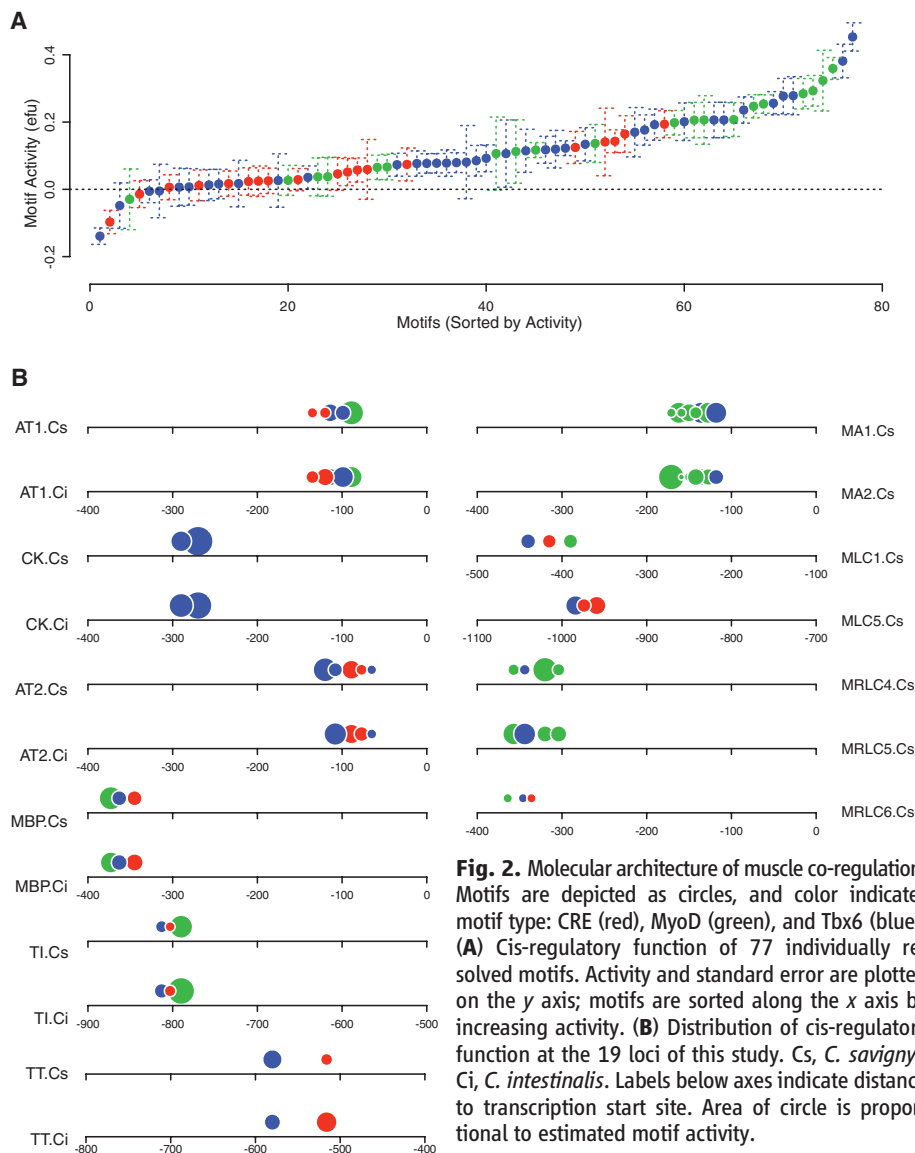 A
Motif Activity (efu)
0.4
0.2
0.0
-0.2
0 20 40 60 80
Motifs (Sorted by Activity)
B
AT1.Cs
AT1.Ci
-400 -300 -200 -100 0
CK.Cs
CK.Ci
-400 -300 -200 -100 0
AT2.Cs
AT2.Ci
-400 -300 -200 -100 0
MBP.Cs
MBP.Ci
-400 -300 -200 -100 0
TI.Cs
TI.Ci
-900 -800 -700 -600 -500
TT.Cs
TT.Ci
-800 -700 -600 -500 -400
MA1.Cs
MA2.Cs
-400 -300 -200 -100 0
MLC1.Cs
-500 -400 -300 -200 -100
MLC5.Cs
-1100 -1000 -900 -800 -700
MRLC4.Cs
MRLC5.Cs
MRLC6.Cs
-400 -300 -200 -100 0
Fig. 2. Molecular architecture of muscle co-regulation
Motifs are depicted as circles, and color indicate
motif type: CRE (red), MyoD (green), and Tbx6 (blue
(A) Cis-regulatory function of 77 individually re
solved motifs. Activity and standard error are plotte
on the y axis; motifs are sorted along the x axis b
increasing activity. (B) Distribution of cis-regulator
function at the 19 loci of this study. Cs, C. savigny
Ci, C. intestinalis. Labels below axes indicate distanc
to transcription start site. Area of circle is propor
tional to estimated motif activity.